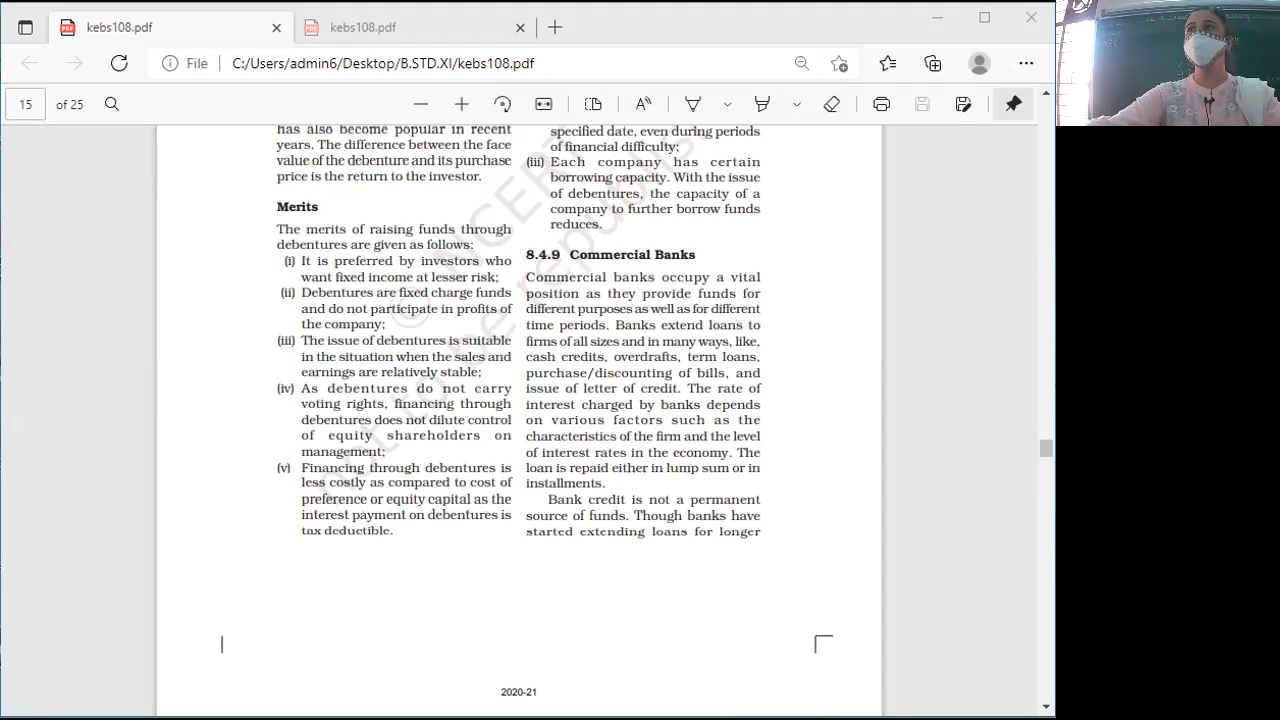 kebs108.pdf
kebs108.pdf
File
C:/Users/admin6/Desktop/B.STD.XI/kebs108.pdf
15 of 25
has also become popular in recent
years. The difference between the face
value of the debenture and its purchase
price is the return to the investor.
Merits
The merits of raising funds through
debentures are given as follows:
(i) It is preferred by investors who
want fixed income at lesser risk;
(ii) Debentures are fixed charge funds
and do not participate in profits of
the company;
(iii) The issue of debentures is suitable
in the situation when the sales and
earnings are relatively stable;
(iv) As debentures do not carry
voting rights, financing through
debentures does not dilute control
of equity shareholders on
management;
(v) Financing through debentures is
less costly as compared to cost of
preference or equity capital as the
interest payment on debentures is
tax deductible.
specified date, even during periods
of financial difficulty;
(iii) Each company has certain
borrowing capacity. With the issue
of debentures, the capacity of a
company to further borrow funds
reduces.
8.4.9 Commercial Banks
Commercial banks occupy a vital
position as they provide funds for
different purposes as well as for different
time periods. Banks extend loans to
firms of all sizes and in many ways, like,
cash credits, overdrafts, term loans,
purchase/discounting of bills, and
issue of letter of credit. The rate of
interest charged by banks depends
on various factors such as the
characteristics of the firm and the level
of interest rates in the economy. The
loan is repaid either in lump sum or in
installments.
Bank credit is not a permanent
source of funds. Though banks have
started extending loans for longer
© NCERT
not to be republis
2020-21